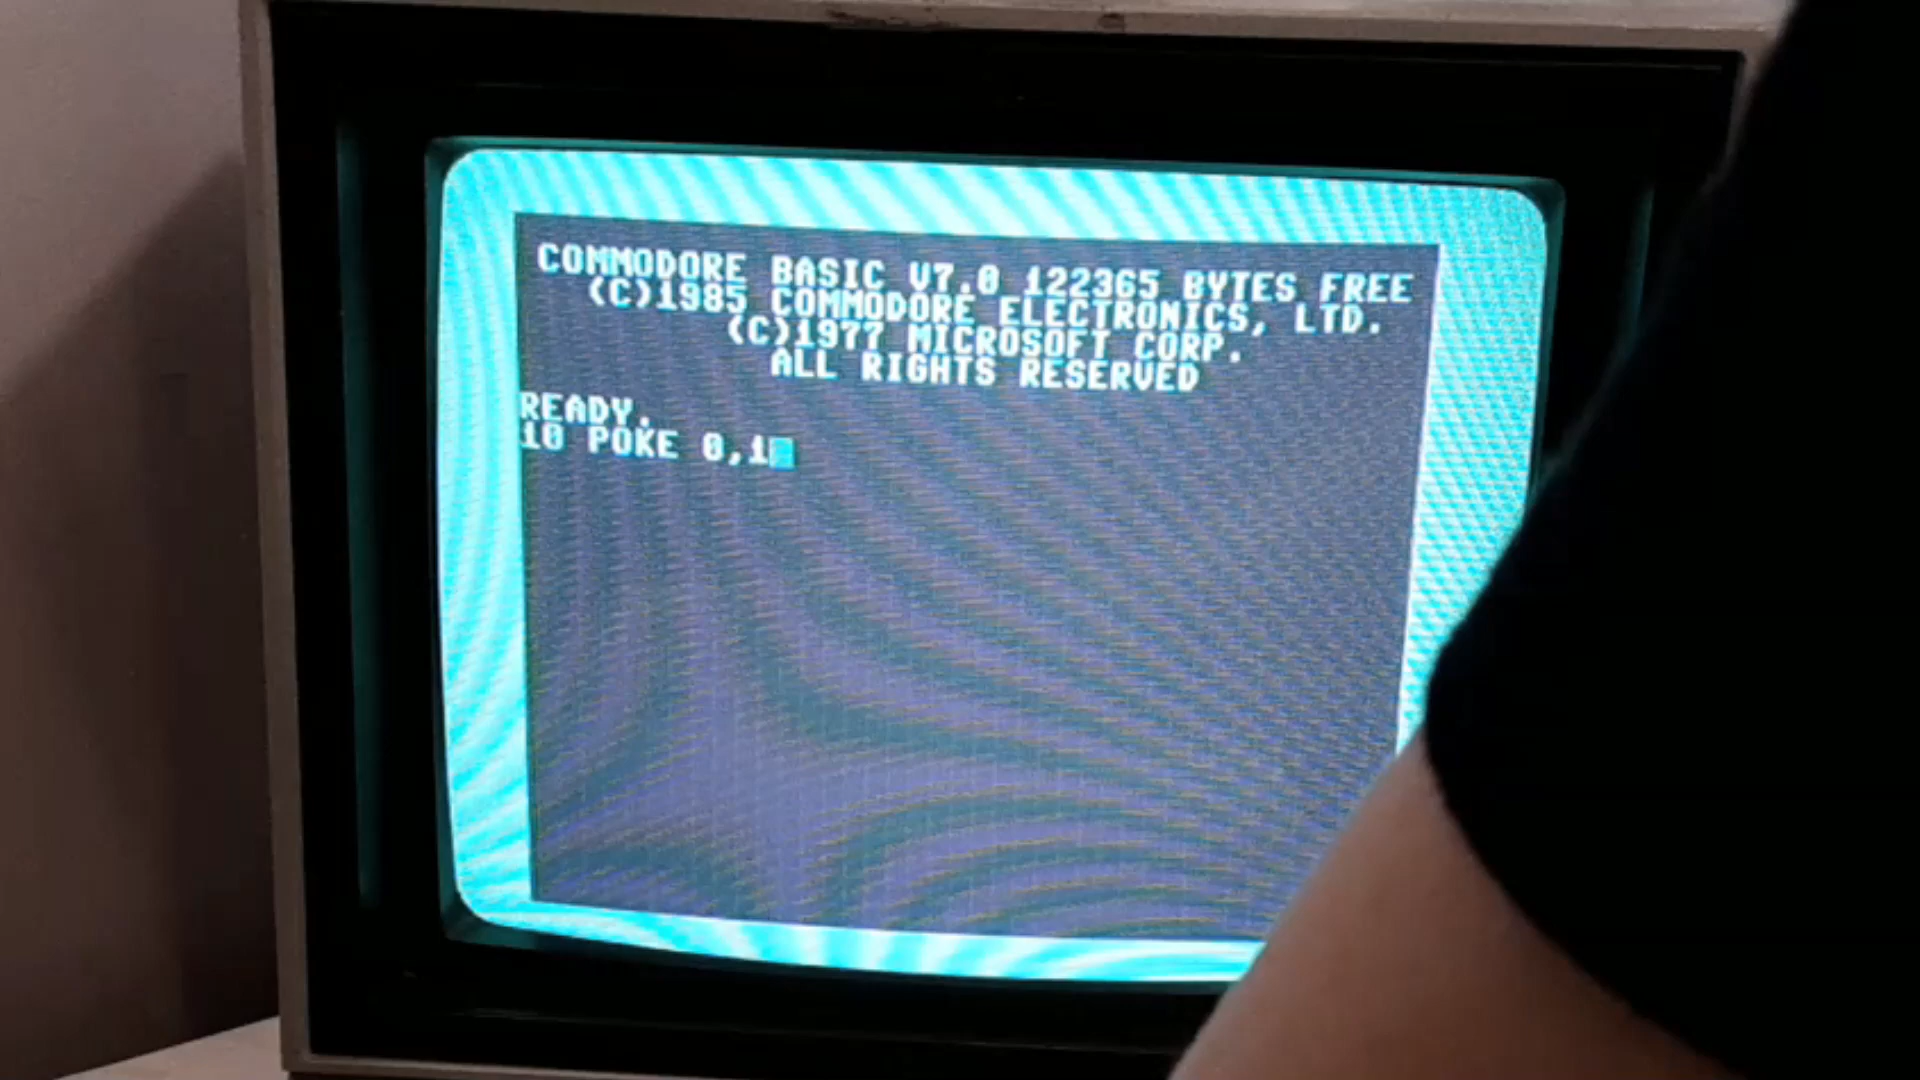 COMMODORE BASIC V7.0 122365 BYTES FREE
(C)1985 COMMODORE ELECTRONICS, LTD.
(C)1977 MICROSOFT CORP.
ALL RIGHTS RESERVED
READY.
10 POKE 0,1